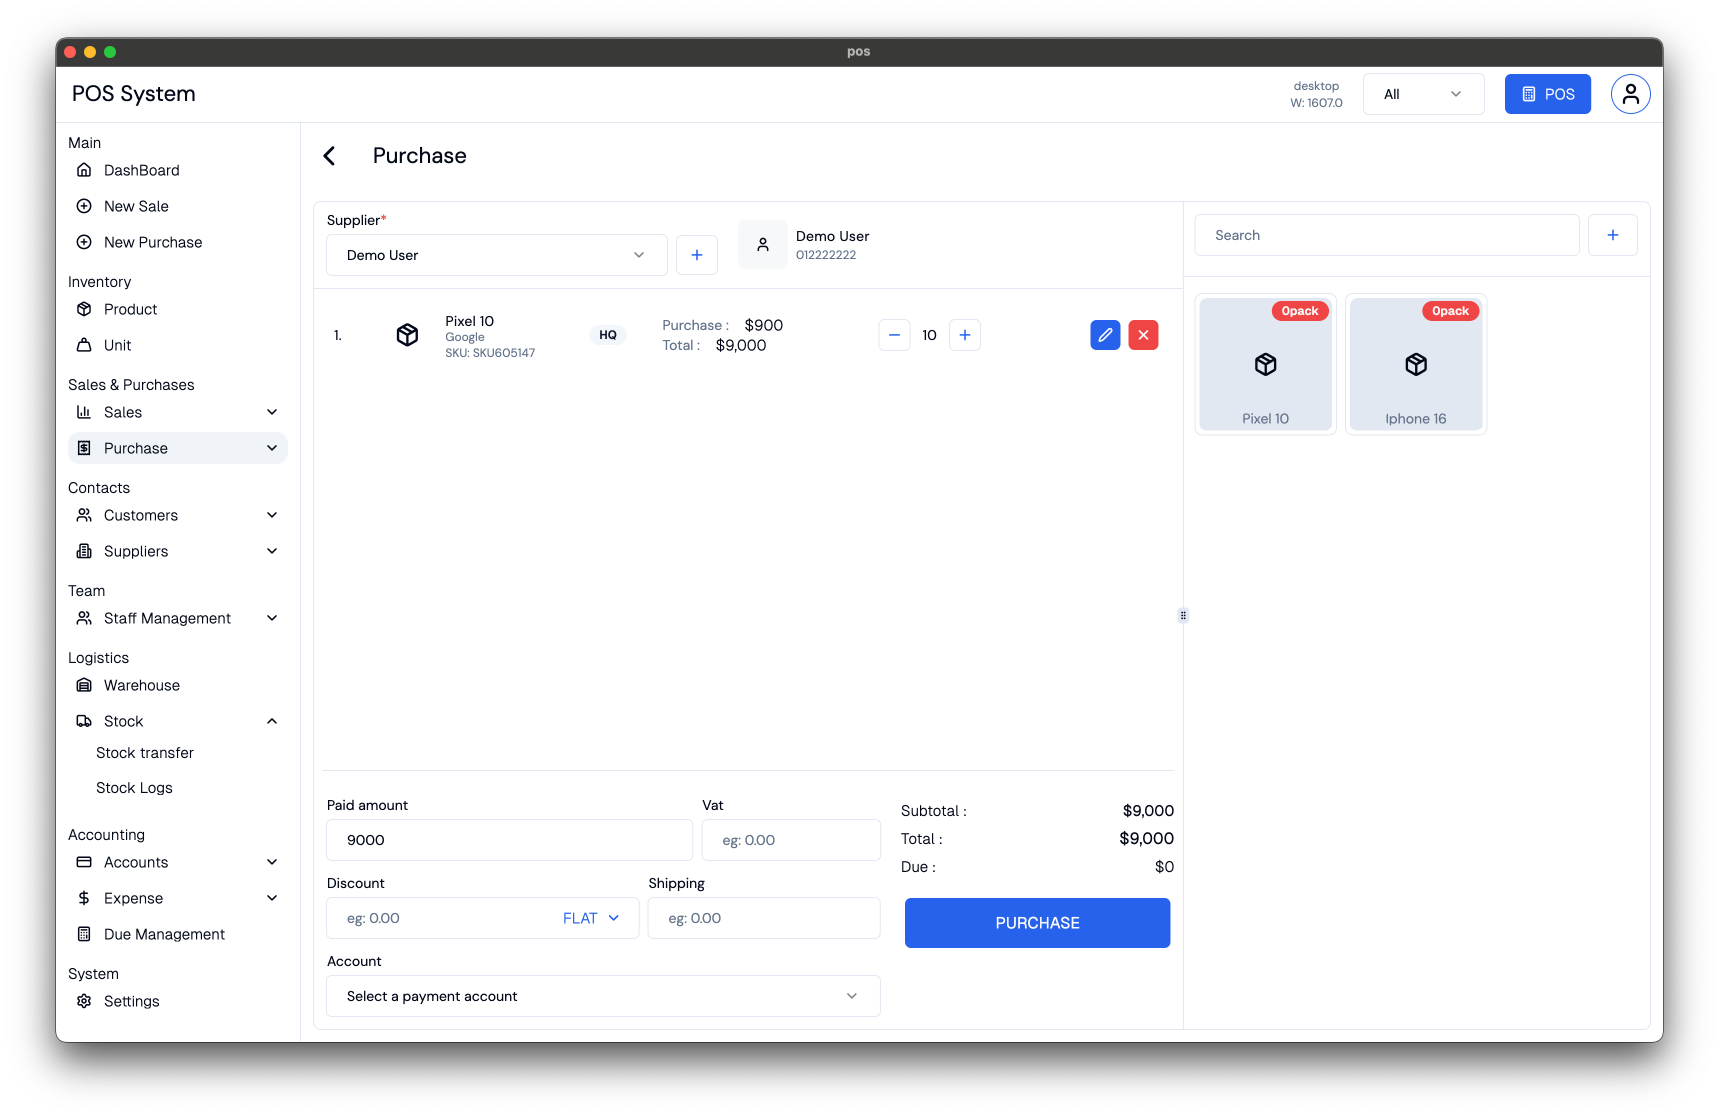 pos
POS System
desktop
W: 1607.0
All
POS
Main
DashBoard
New Sale
New Purchase
Inventory
Product
Unit
Sales & Purchases
Sales
Purchase
Contacts
Customers
Suppliers
Team
Staff Management
Logistics
Warehouse
Stock
Stock transfer
Stock Logs
Accounting
Accounts
Expense
Due Management
System
Settings
Purchase
Supplier*
Demo User
Demo User
012222222
1.
Pixel 10
Google
SKU: SKU605147
HQ
Purchase : $900
Total : $9,000
10
Paid amount
9000
Vat
eg: 0.00
Discount
eg: 0.00
FLAT
Shipping
eg: 0.00
Account
Select a payment account
Subtotal : $9,000
Total : $9,000
Due : $0
PURCHASE
Search
0pack
Pixel 10
0pack
Iphone 16